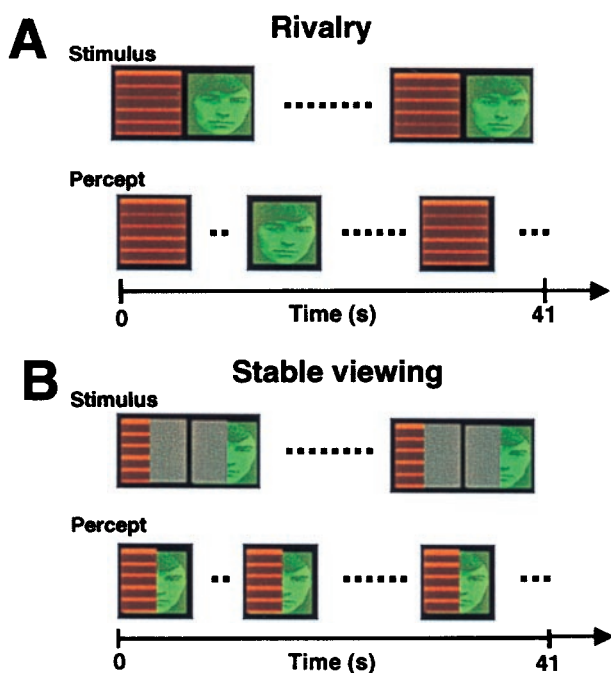 A
Rivalry
Stimulus
Percept
0
Time (s)
41
B
Stable viewing
Stimulus
Percept
0
Time (s)
41